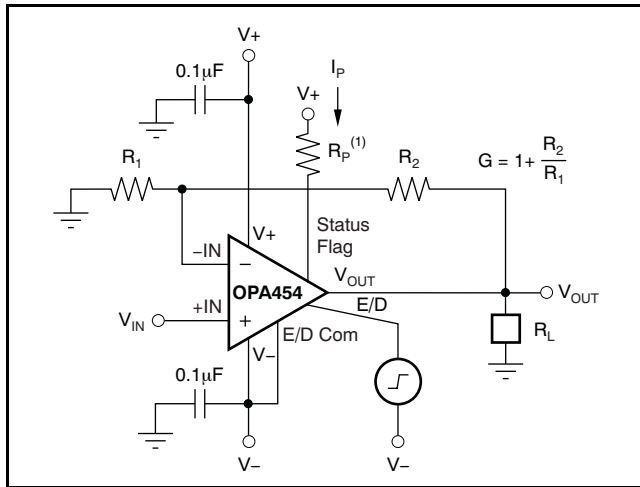 V+
0.1μF
I_P
V+
R_P^(1)
R_1
R_2
G = 1 + R_2/R_1
Status
Flag
V+
–IN
−
OPA454
V_OUT
V_OUT
+IN
+
V_IN
E/D
E/D Com
R_L
V–
0.1μF
V–
V–